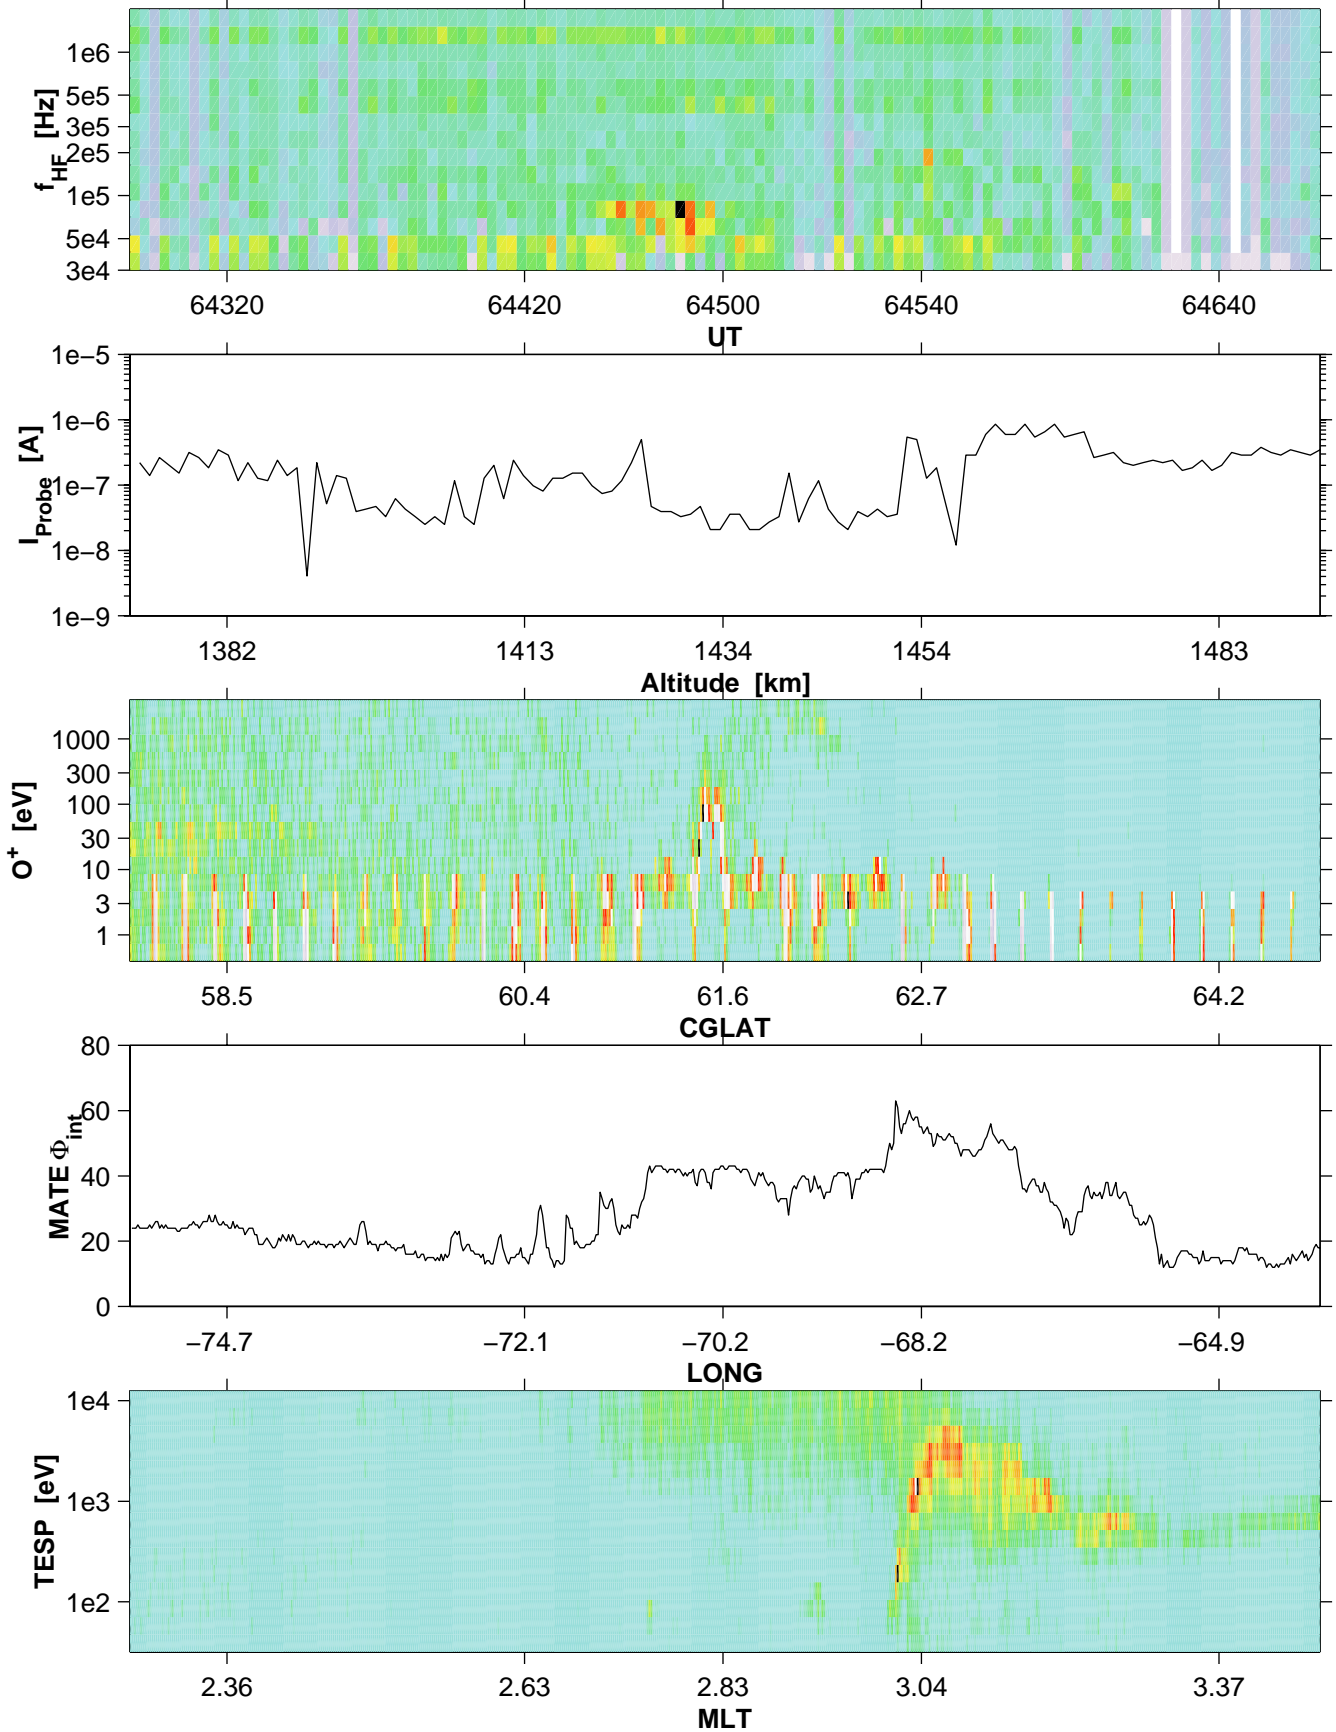 f_HF [Hz]
1e6
5e5
3e5
2e5
1e5
5e4
3e4
64320 64420 64500 64540 64640
UT
I_Probe [A]
1e−5
1e−6
1e−7
1e−8
1e−9
1382 1413 1434 1454 1483
Altitude [km]
O⁺ [eV]
1000
300
100
30
10
3
1
58.5 60.4 61.6 62.7 64.2
CGLAT
MATE Φ_int
80
60
40
20
0
−74.7 −72.1 −70.2 −68.2 −64.9
LONG
TESP [eV]
1e4
1e3
1e2
2.36 2.63 2.83 3.04 3.37
MLT